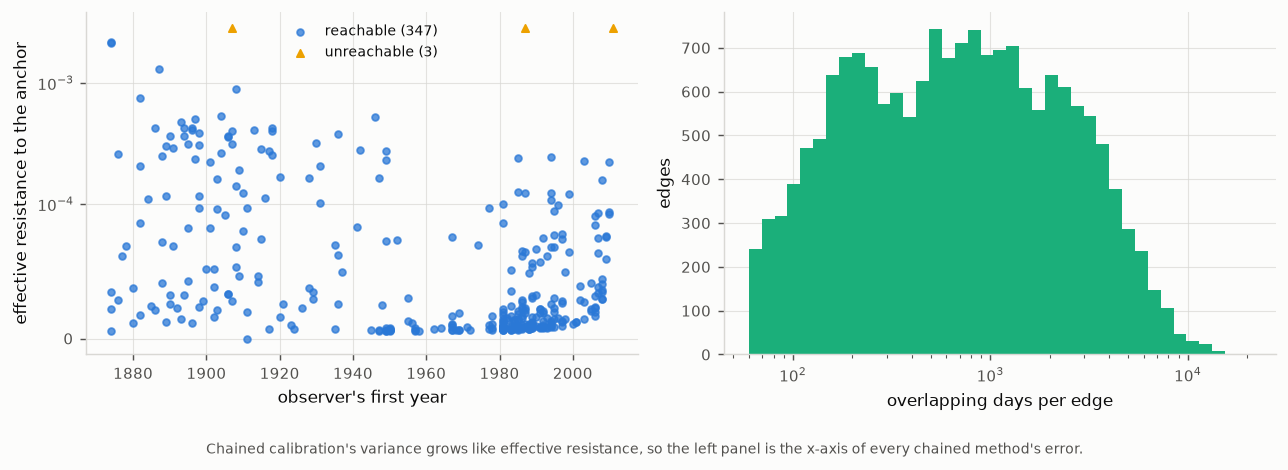 effective resistance to the anchor
10⁻³
10⁻⁴
0
1880 1900 1920 1940 1960 1980 2000
observer's first year
reachable (347)
unreachable (3)
edges
700
600
500
400
300
200
100
0
10² 10³ 10⁴
overlapping days per edge
Chained calibration's variance grows like effective resistance, so the left panel is the x-axis of every chained method's error.